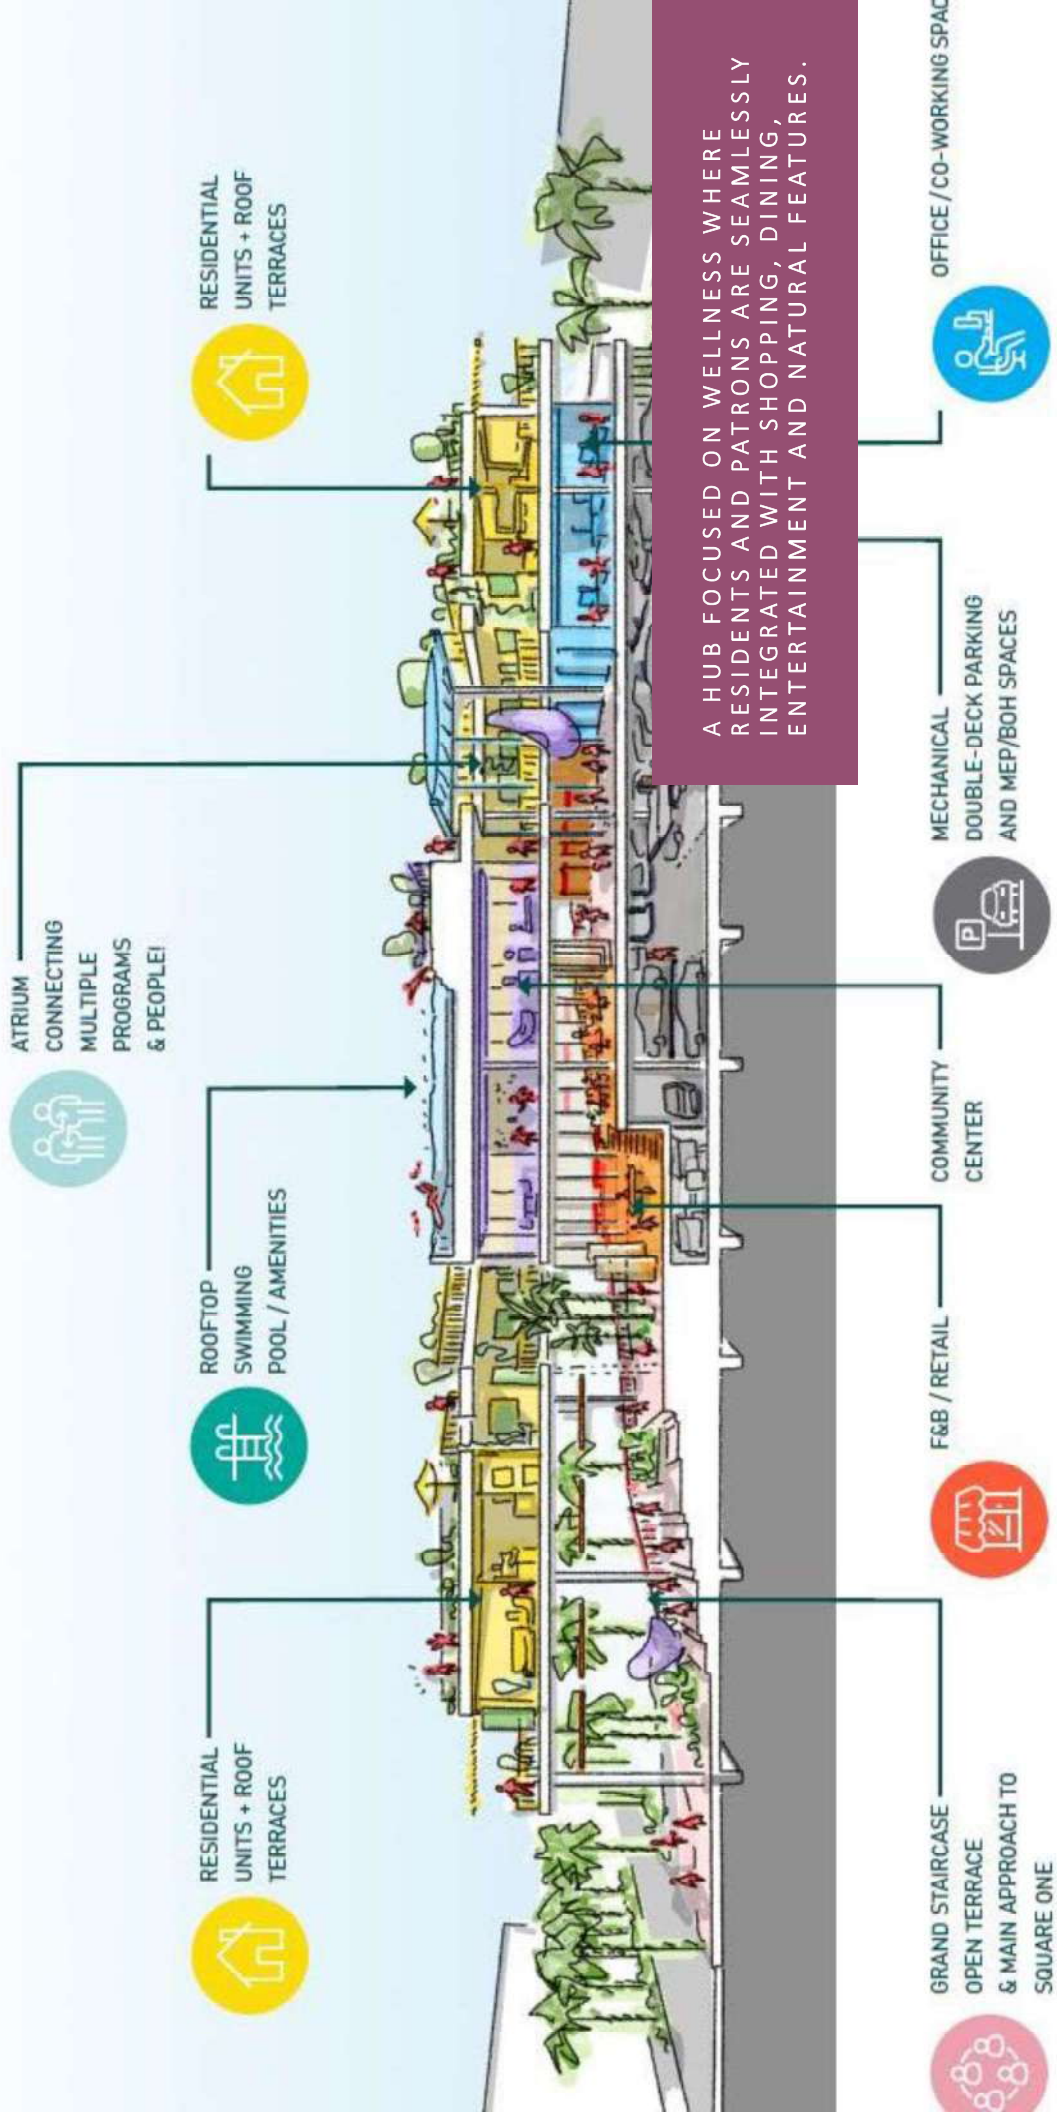 RESIDENTIAL
UNITS + ROOF
TERRACES
ROOFTOP
SWIMMING
POOL / AMENITIES
ATRIUM
CONNECTING
MULTIPLE
PROGRAMS
& PEOPLE!
RESIDENTIAL
UNITS + ROOF
TERRACES
A HUB FOCUSED ON WELLNESS WHERE
RESIDENTS AND PATRONS ARE SEAMLESSLY
INTEGRATED WITH SHOPPING, DINING,
ENTERTAINMENT AND NATURAL FEATURES.
GRAND STAIRCASE
OPEN TERRACE
& MAIN APPROACH TO
SQUARE ONE
F&B / RETAIL
COMMUNITY
CENTER
P
MECHANICAL
DOUBLE-DECK PARKING
AND MEP/BOH SPACES
OFFICE / CO-WORKING SPAC